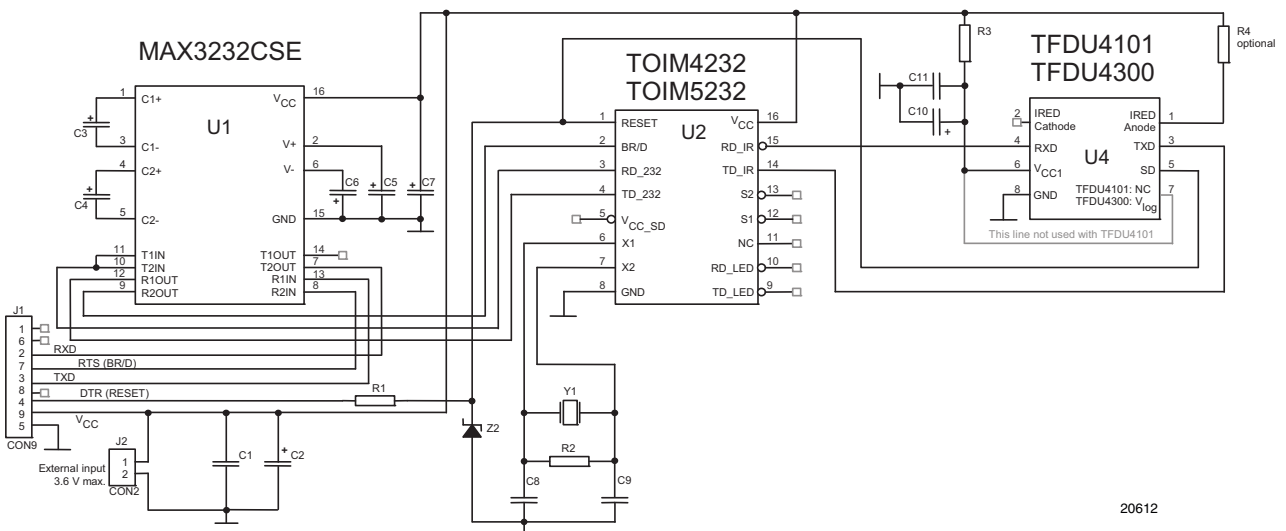 MAX3232CSE
TOIM4232
TOIM5232
TFDU4101
TFDU4300
R3
R4
optional
C11
C10
+
1
C1+
VCC
16
U1
C3
+
3
C1-
V+
2
4
C2+
V-
6
C4
+
5
C2-
GND
15
C6
+
C5
+
C7
+
11
T1IN
T1OUT
14
10
T2IN
T2OUT
7
12
R1OUT
R1IN
13
9
R2OUT
R2IN
8
1
RESET
VCC
16
U2
2
BR/D
RD_IR
15
3
RD_232
TD_IR
14
4
TD_232
S2
13
5
VCC_SD
S1
12
6
X1
NC
11
7
X2
RD_LED
10
8
GND
TD_LED
9
2
IRED
Cathode
IRED
Anode
1
4
RXD
TXD
3
U4
6
VCC1
SD
5
8
GND
TFDU4101: NC
TFDU4300: Vlog
7
This line not used with TFDU4101
J1
1
6
2
RXD
7
RTS (BR/D)
3
TXD
8
4
DTR (RESET)
9
VCC
5
CON9
R1
Z2
Y1
R2
C8
C9
J2
External input
3.6 V max.
1
2
CON2
C1
C2
+
20612